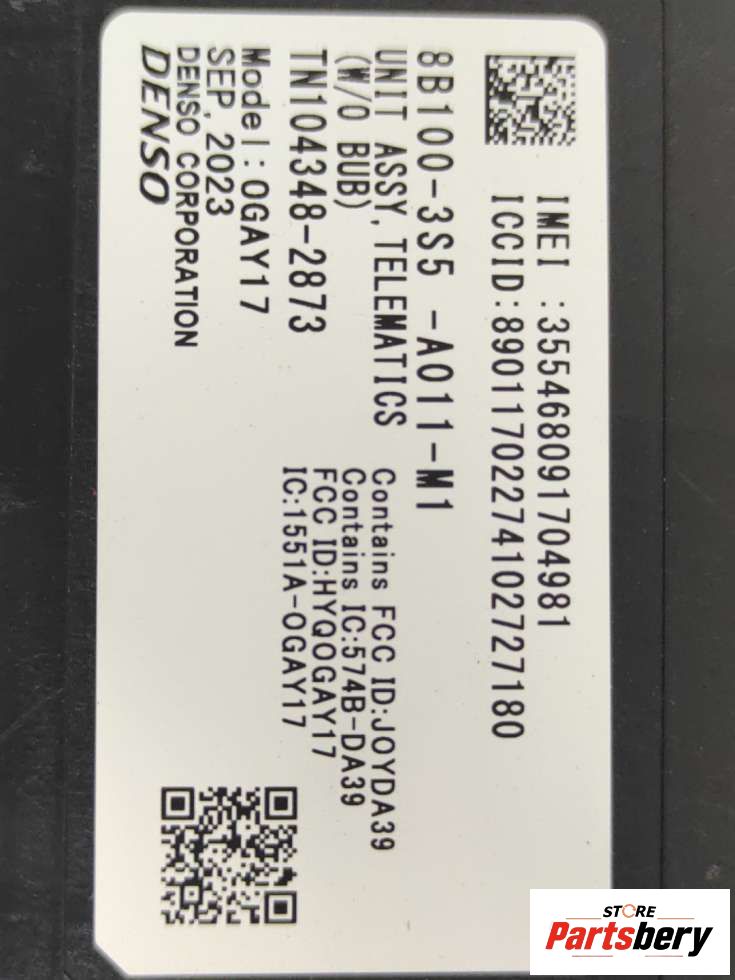 IMEI :355468091704981
ICCID:89011702274102727180
8B100-3S5 -A011-M1
UNIT ASSY,TELEMATICS
(W/O BUB)
TN104348-2873
Model:OGAY17
SEP, 2023
DENSO CORPORATION
DENSO
Contains FCC ID:JOYDA39
Contains IC:574B-DA39
FCC ID:HYQOGAY17
IC:1551A-OGAY17
STORE
Partsbery